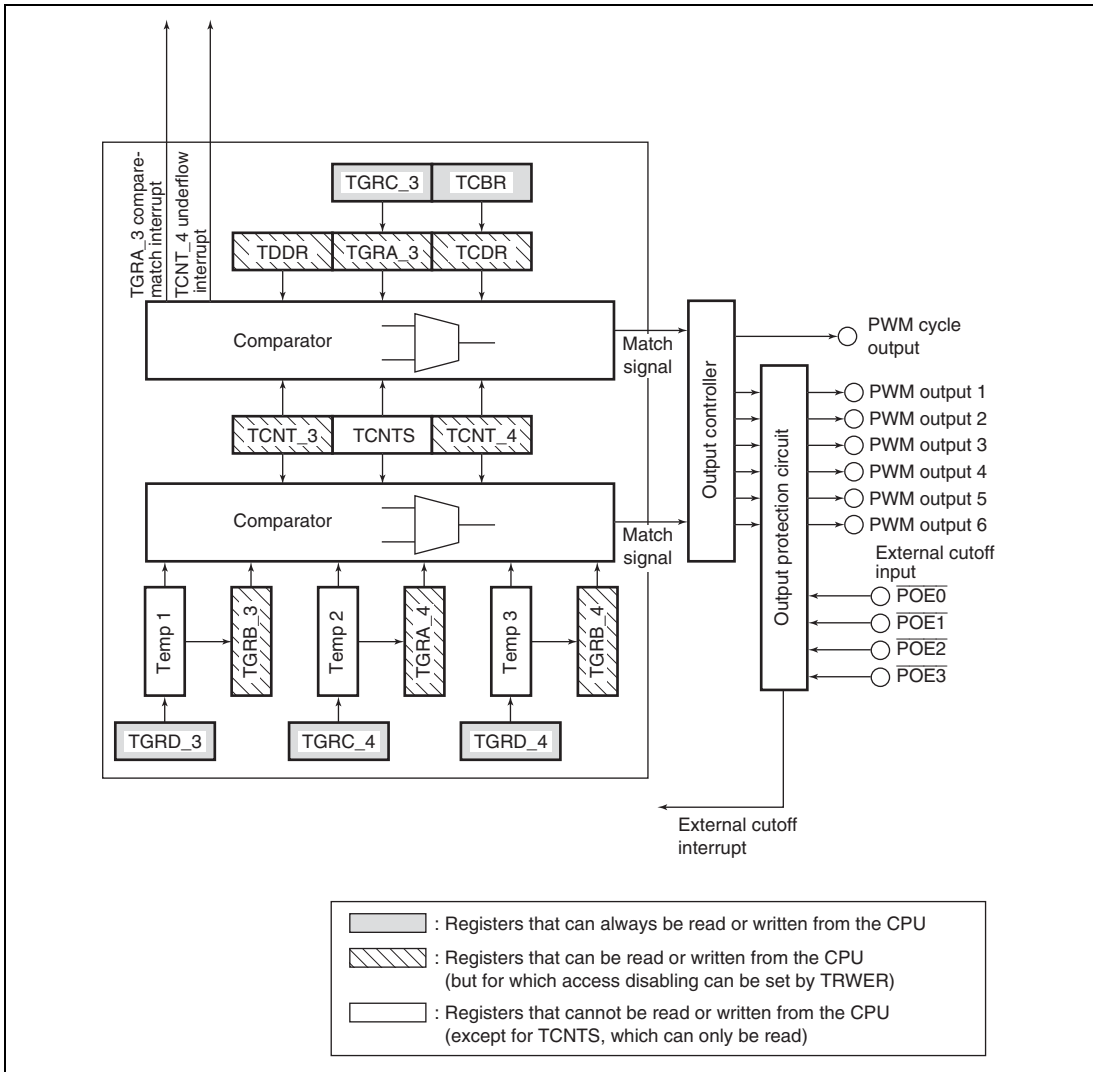 TGRA_3 compare-
match interrupt
TCNT_4 underflow
interrupt
TGRC_3
TCBR
TDDR
TGRA_3
TCDR
Comparator
Match
signal
Output controller
Output protection circuit
PWM cycle
output
PWM output 1
PWM output 2
PWM output 3
PWM output 4
PWM output 5
PWM output 6
TCNT_3
TCNTS
TCNT_4
Comparator
Match
signal
External cutoff
input
POE0
POE1
POE2
POE3
Temp 1
TGRB_3
Temp 2
TGRA_4
Temp 3
TGRB_4
TGRD_3
TGRC_4
TGRD_4
External cutoff
interrupt
: Registers that can always be read or written from the CPU
: Registers that can be read or written from the CPU
(but for which access disabling can be set by TRWER)
: Registers that cannot be read or written from the CPU
(except for TCNTS, which can only be read)